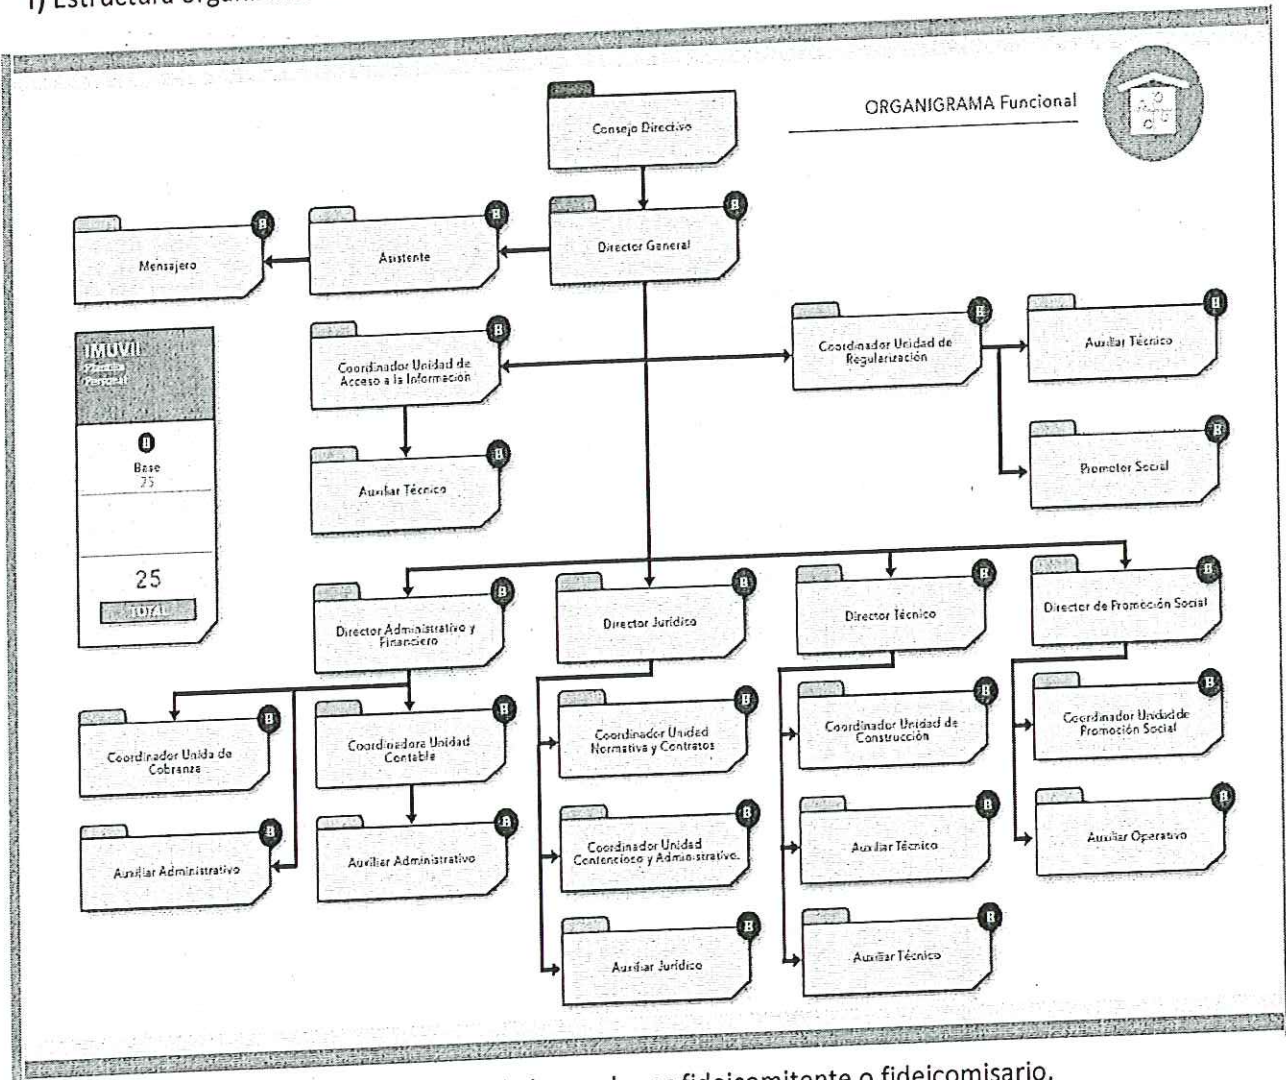 ORGANIGRAMA Funcional
Consejo Directivo
B
Director General
B
Asistente
B
Mensajero
IMUVII
Plantilla
Personal
B
Base
25
25
TOTAL
B
Coordinador Unidad de
Acceso a la Información
B
Auxiliar Técnico
B
Coordinador Unidad de
Regularización
B
Auxiliar Técnico
B
Promotor Social
B
Director Administrativo y
Financiero
B
Director Jurídico
B
Director Técnico
B
Director de Promoción Social
B
Coordinador Unida de
Cobranza
B
Coordinadora Unidad
Contable
B
Auxiliar Administrativo
B
Auxiliar Administrativo
B
Coordinador Unidad
Normativa y Contratos
B
Coordinador Unidad
Contencioso y Administrativo.
B
Auxiliar Jurídico
B
Coordinador Unidad de
Construcción
B
Auxiliar Técnico
B
Auxiliar Técnico
B
Coordinador Unidad de
Promoción Social
B
Auxiliar Operativo
fideicomitente o fideicomisario.